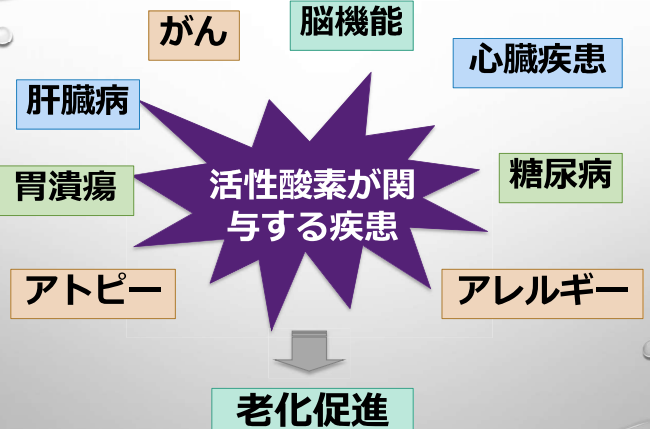 がん
脳機能
心臓疾患
肝臓病
胃潰瘍
活性酸素が関
与する疾患
糖尿病
アトピー
アレルギー
老化促進